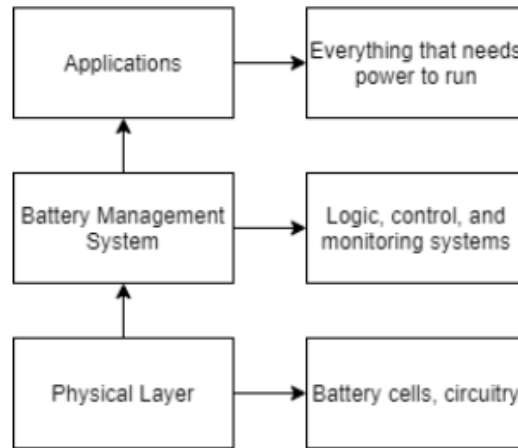 Applications
Everything that needs
power to run
Battery Management
System
Logic, control, and
monitoring systems
Physical Layer
Battery cells, circuitry